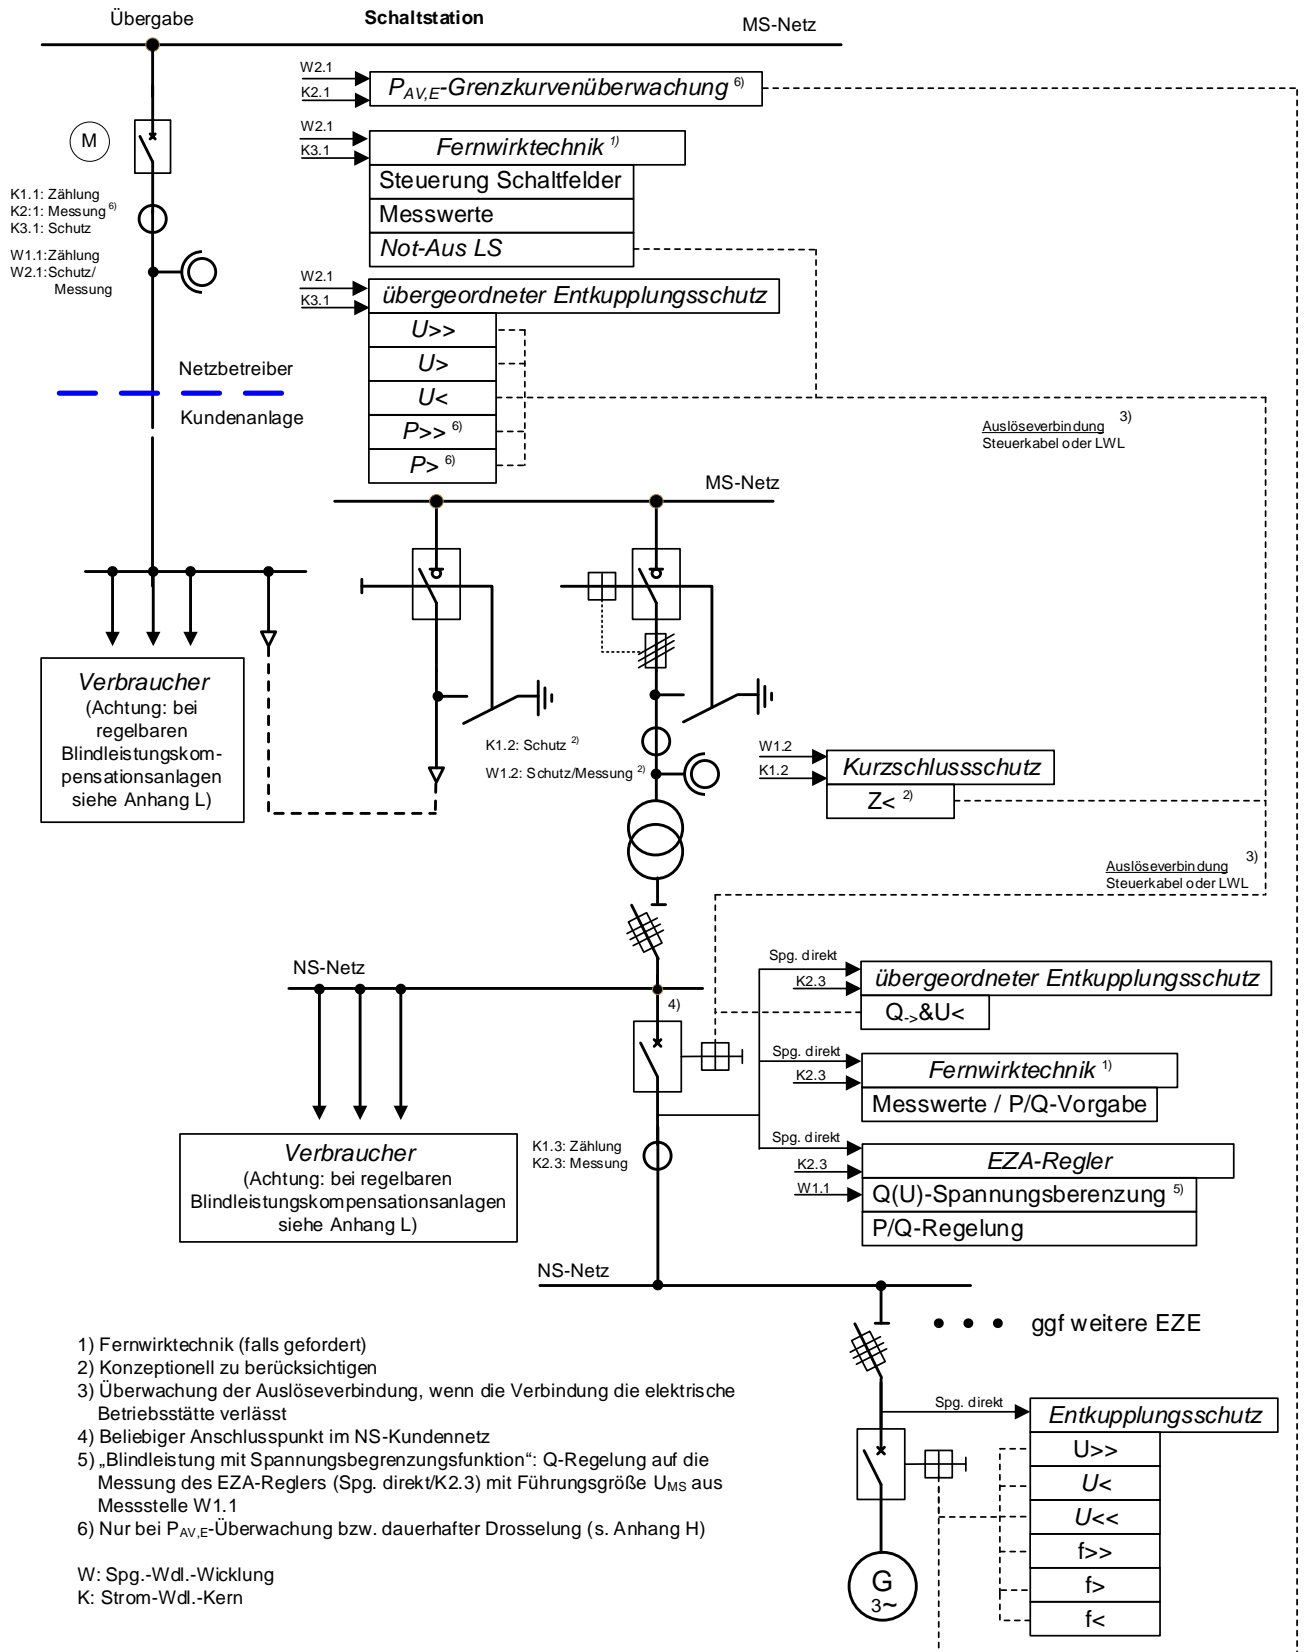 Übergabe
Schaltstation
MS-Netz
W2.1
K2.1
P_AV,E-Grenzkurvenüberwachung 6)
M
W2.1
K3.1
Fernwirktechnik 1)
Steuerung Schaltfelder
Messwerte
Not-Aus LS
K1.1: Zählung
K2:1: Messung 6)
K3.1: Schutz
W1.1:Zählung
W2.1:Schutz/
Messung
W2.1
K3.1
übergeordneter Entkupplungsschutz
U>>
U>
U<
P>> 6)
P> 6)
Netzbetreiber
Kundenanlage
Auslöseverbindung 3)
Steuerkabel oder LWL
MS-Netz
Verbraucher
(Achtung: bei
regelbaren
Blindleistungskom-
pensationsanlagen
siehe Anhang L)
K1.2: Schutz 2)
W1.2: Schutz/Messung 2)
W1.2
K1.2
Kurzschlussschutz
Z< 2)
Auslöseverbindung 3)
Steuerkabel oder LWL
NS-Netz
4)
Spg. direkt
K2.3
übergeordneter Entkupplungsschutz
Q->&U<
Spg. direkt
K2.3
Fernwirktechnik 1)
Messwerte / P/Q-Vorgabe
Verbraucher
(Achtung: bei regelbaren
Blindleistungskompensationsanlagen
siehe Anhang L)
K1.3: Zählung
K2.3: Messung
Spg. direkt
K2.3
W1.1
EZA-Regler
Q(U)-Spannungsberenzung 5)
P/Q-Regelung
NS-Netz
ggf weitere EZE
1) Fernwirktechnik (falls gefordert)
2) Konzeptionell zu berücksichtigen
3) Überwachung der Auslöseverbindung, wenn die Verbindung die elektrische
Betriebsstätte verlässt
4) Beliebiger Anschlusspunkt im NS-Kundennetz
5) „Blindleistung mit Spannungsbegrenzungsfunktion“: Q-Regelung auf die
Messung des EZA-Reglers (Spg. direkt/K2.3) mit Führungsgröße U_MS aus
Messstelle W1.1
6) Nur bei P_AV,E-Überwachung bzw. dauerhafter Drosselung (s. Anhang H)
W: Spg.-Wdl.-Wicklung
K: Strom-Wdl.-Kern
Spg. direkt
Entkupplungsschutz
U>>
U<
U<<
f>>
f>
f<
G
3~